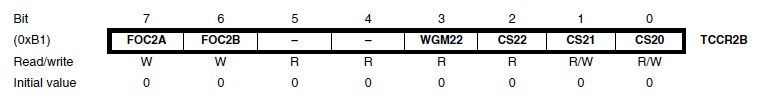 Bit 7 6 5 4 3 2 1 0
(0xB1) FOC2A FOC2B – – WGM22 CS22 CS21 CS20 TCCR2B
Read/write W W R R R R R/W R/W
Initial value 0 0 0 0 0 0 0 0